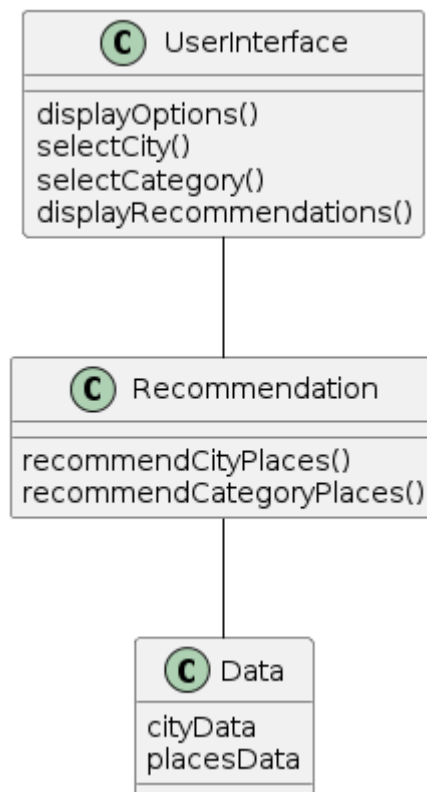 C UserInterface
displayOptions()
selectCity()
selectCategory()
displayRecommendations()
C Recommendation
recommendCityPlaces()
recommendCategoryPlaces()
C Data
cityData
placesData